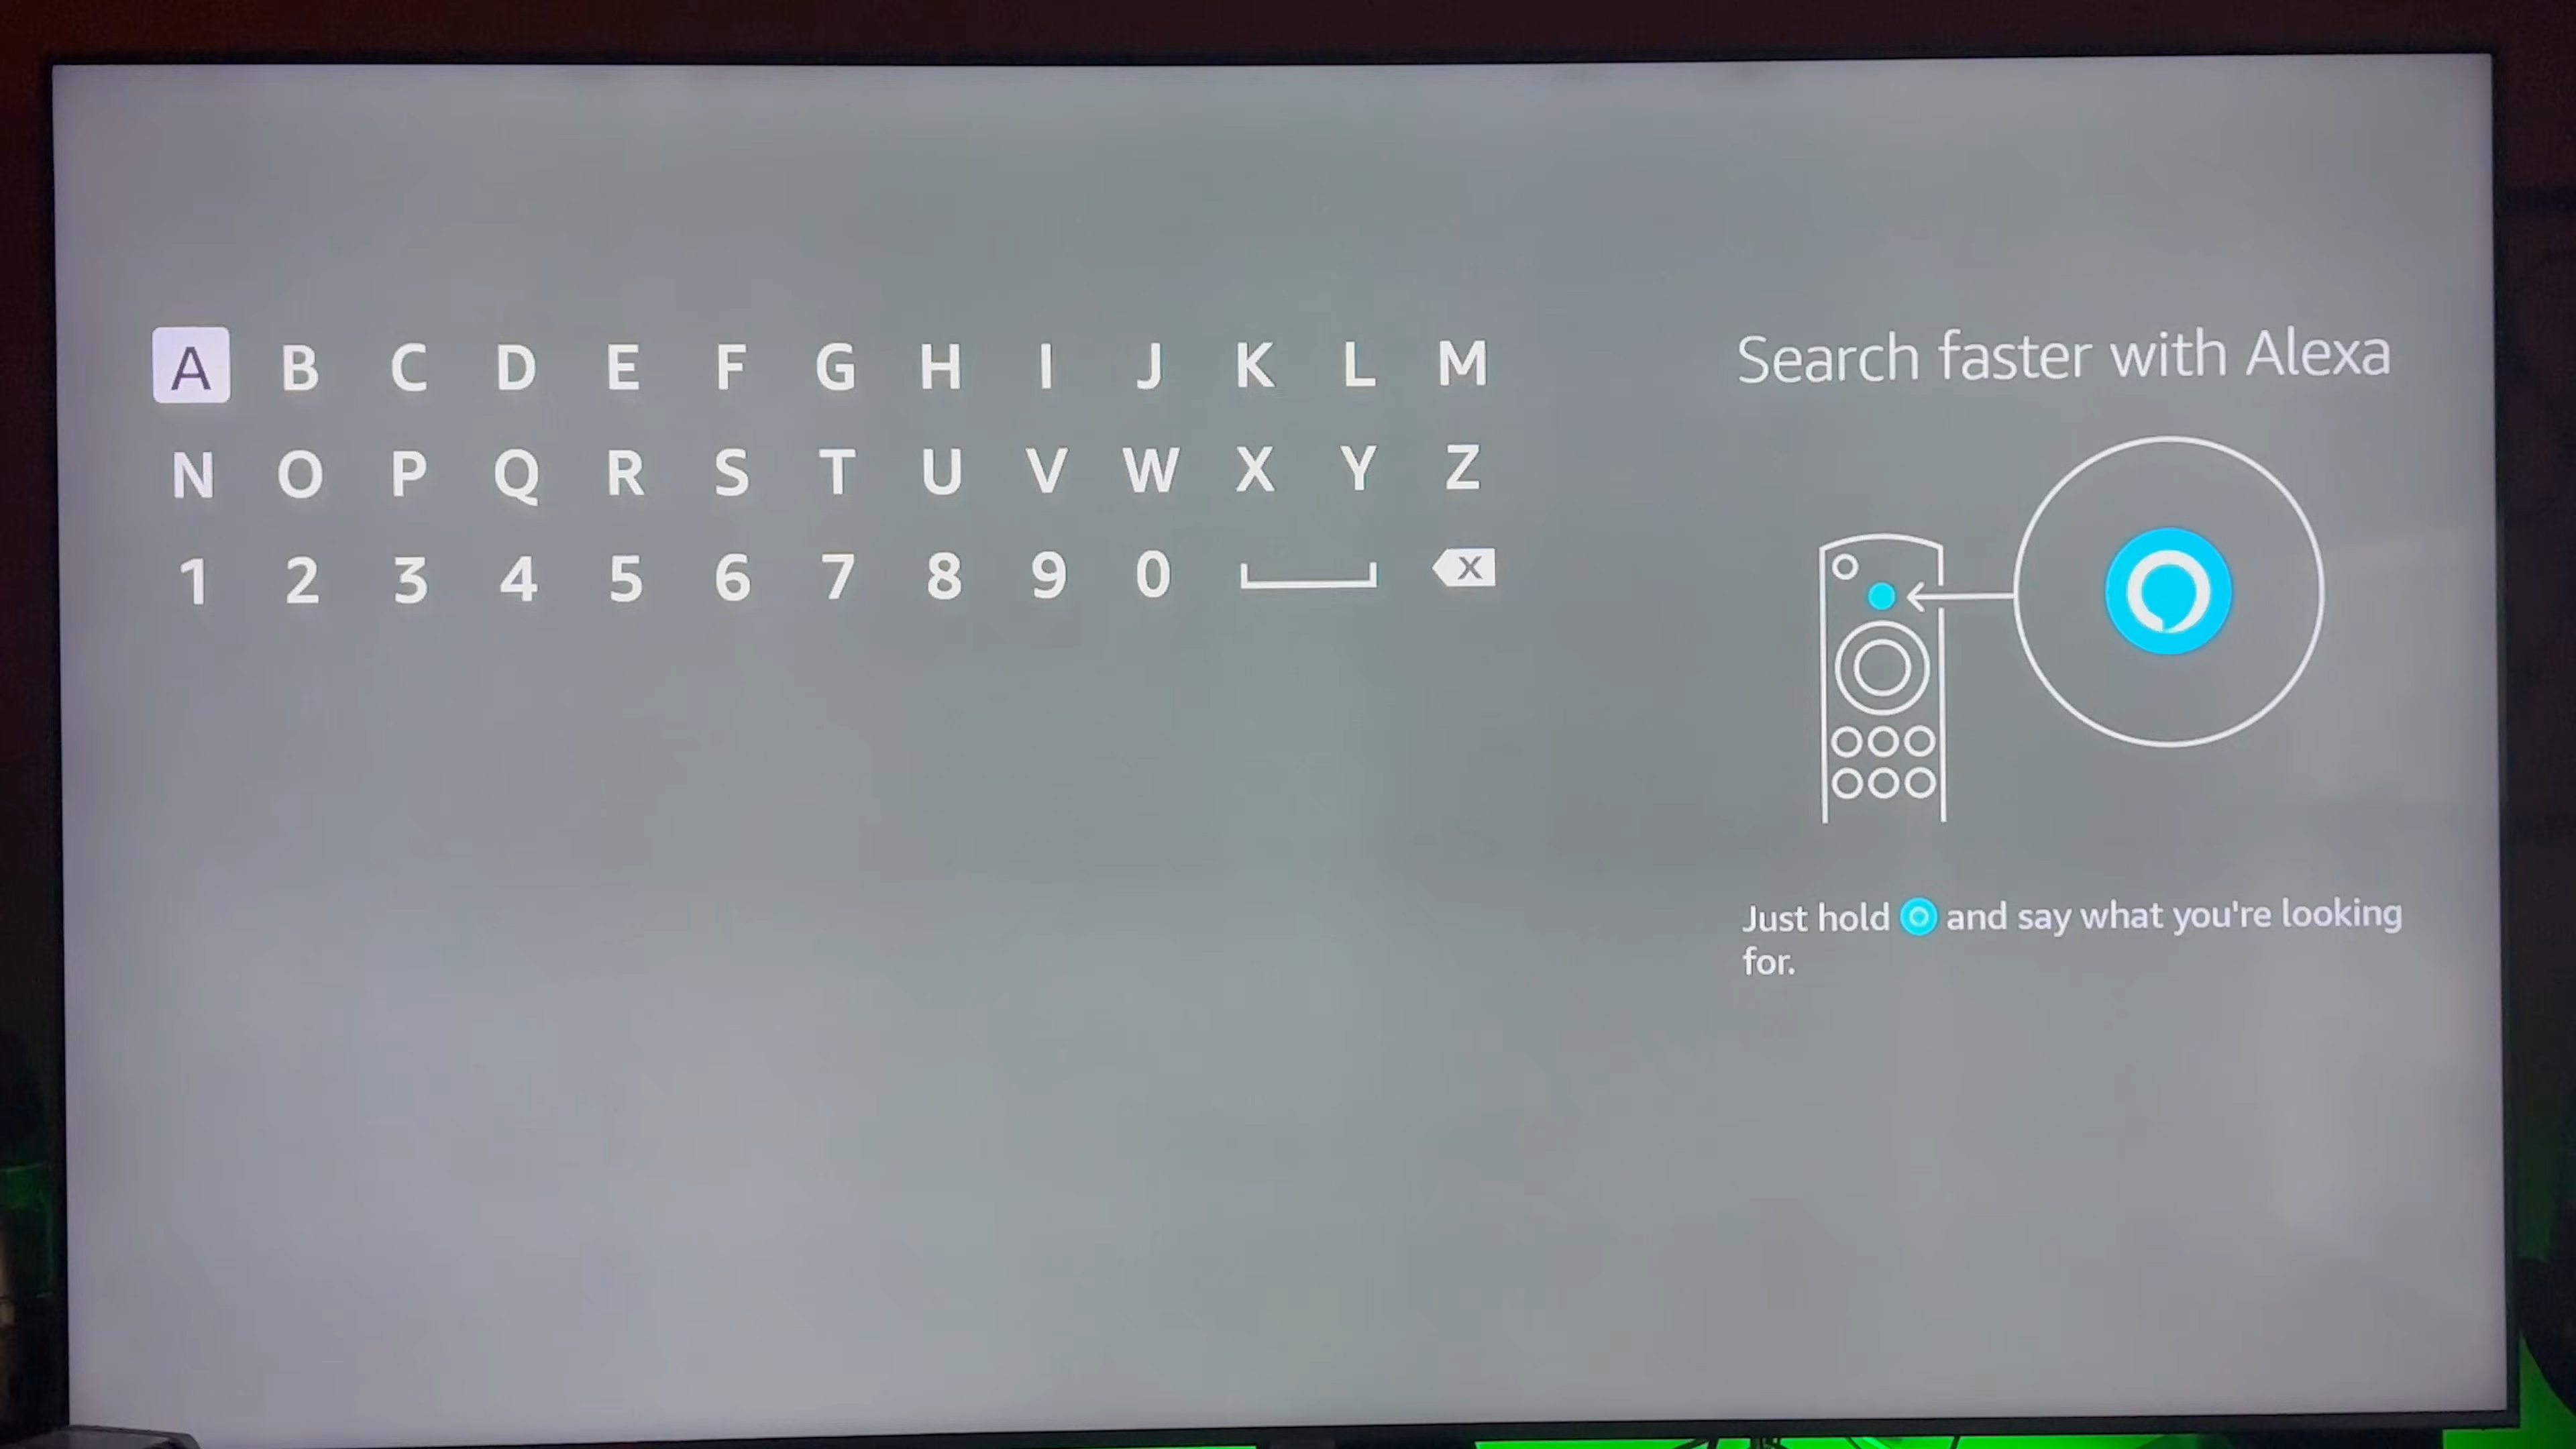 A B C D E F G H I J K L M
N O P Q R S T U V W X Y Z
1 2 3 4 5 6 7 8 9 0
Search faster with Alexa
Just hold and say what you're looking
for.